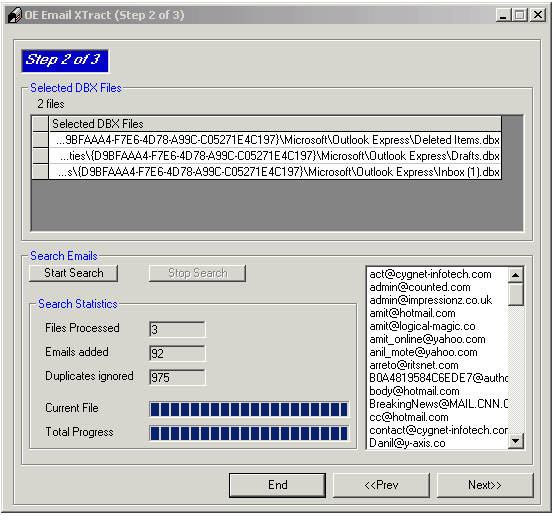 OE Email XTract (Step 2 of 3)
Step 2 of 3
Selected DBX Files
2 files
Selected DBX Files
...9BFAAA4-F7E6-4D78-A99C-C05271E4C197}\Microsoft\Outlook Express\Deleted Items.dbx
...ties\{D9BFAAA4-F7E6-4D78-A99C-C05271E4C197}\Microsoft\Outlook Express\Drafts.dbx
...s\{D9BFAAA4-F7E6-4D78-A99C-C05271E4C197}\Microsoft\Outlook Express\Inbox (1).dbx
Search Emails
Start Search
Stop Search
Search Statistics
Files Processed 3
Emails added 92
Duplicates ignored 975
Current File
Total Progress
act@cygnet-infotech.com
admin@counted.com
admin@impressionz.co.uk
amit@hotmail.com
amit@logical-magic.co
amit_online@yahoo.com
anil_mote@yahoo.com
arreto@ritsnet.com
B0A4819584C6EDE7@autho
body@hotmail.com
BreakingNews@MAIL.CNN.C
cc@hotmail.com
contact@cygnet-infotech.com
Danil@y-axis.co
End
<<Prev
Next>>